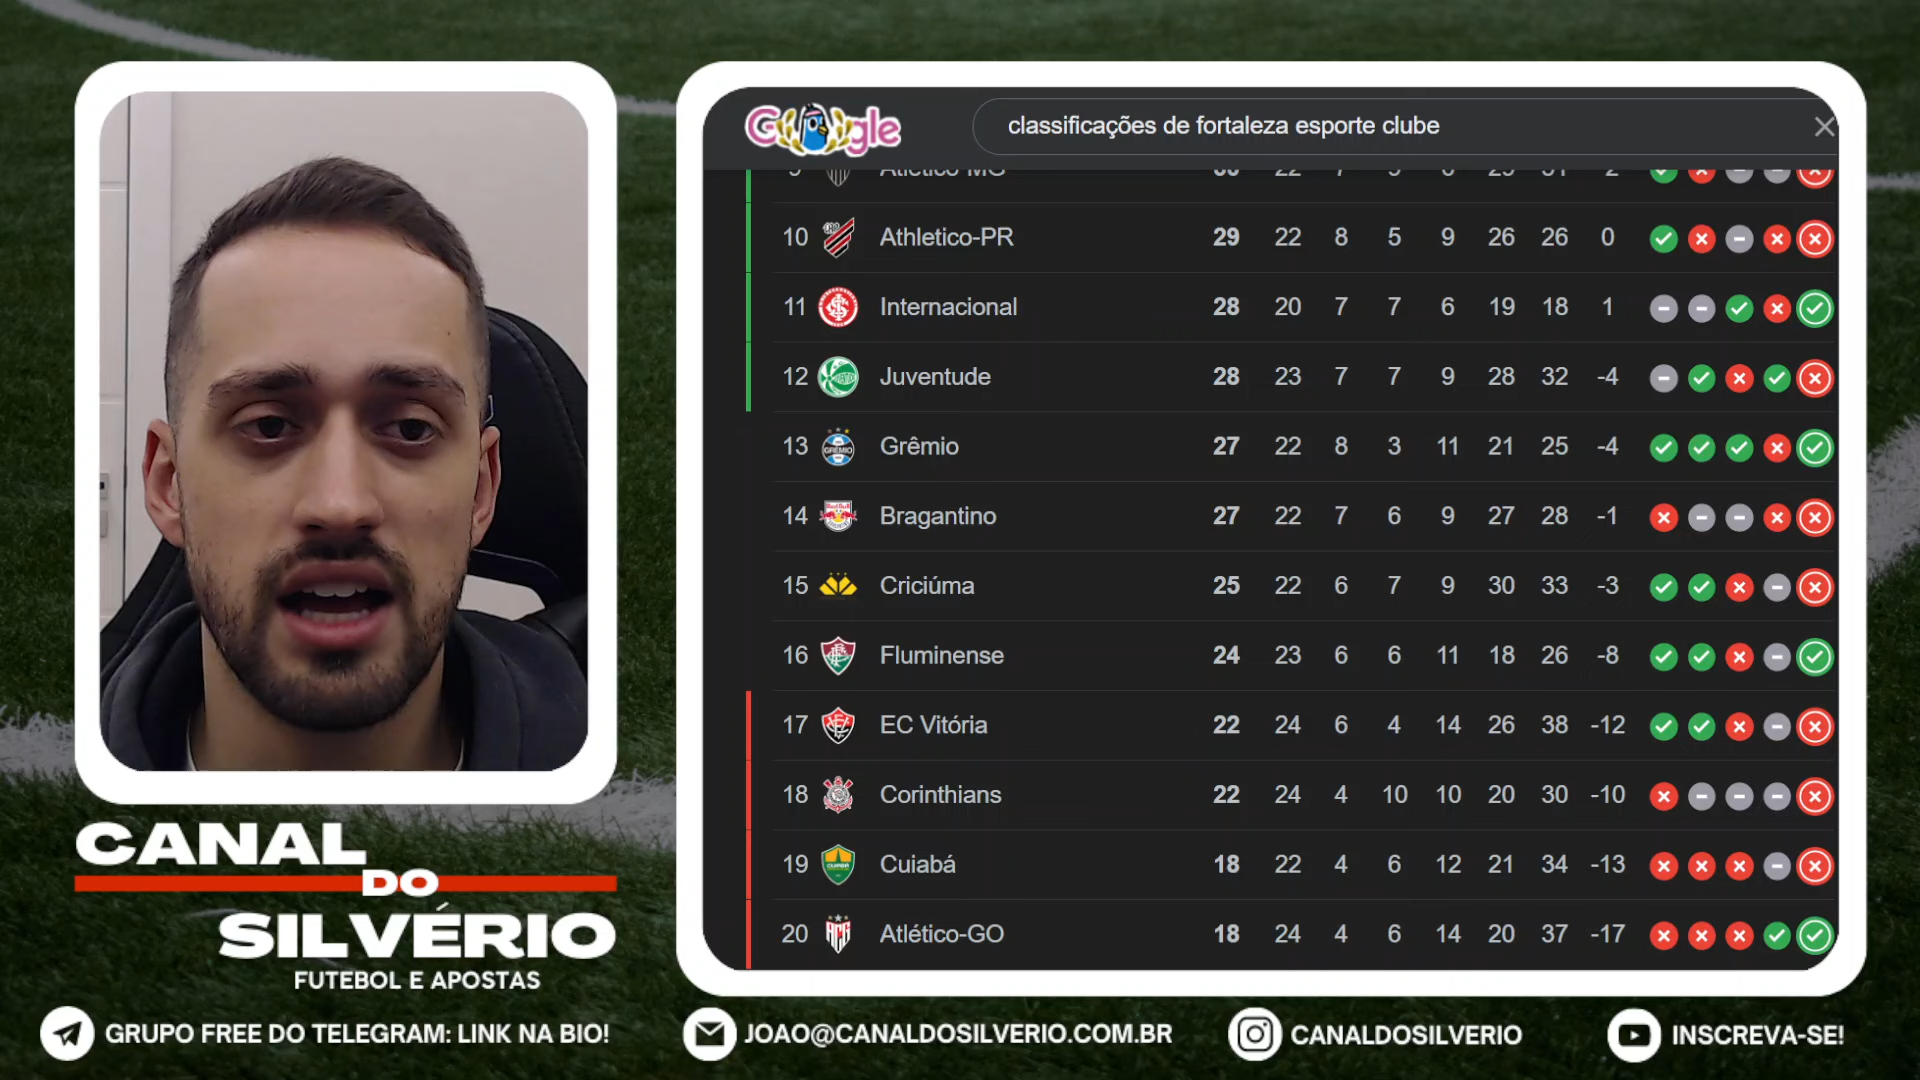 CANAL
DO
SILVÉRIO
FUTEBOL E APOSTAS
Google
classificações de fortaleza esporte clube
10 Athletico-PR 29 22 8 5 9 26 26 0
11 Internacional 28 20 7 7 6 19 18 1
12 Juventude 28 23 7 7 9 28 32 -4
13 Grêmio 27 22 8 3 11 21 25 -4
14 Bragantino 27 22 7 6 9 27 28 -1
15 Criciúma 25 22 6 7 9 30 33 -3
16 Fluminense 24 23 6 6 11 18 26 -8
17 EC Vitória 22 24 6 4 14 26 38 -12
18 Corinthians 22 24 4 10 10 20 30 -10
19 Cuiabá 18 22 4 6 12 21 34 -13
20 Atlético-GO 18 24 4 6 14 20 37 -17
GRUPO FREE DO TELEGRAM: LINK NA BIO!
JOAO@CANALDOSILVERIO.COM.BR
CANALDOSILVERIO
INSCREVA-SE!